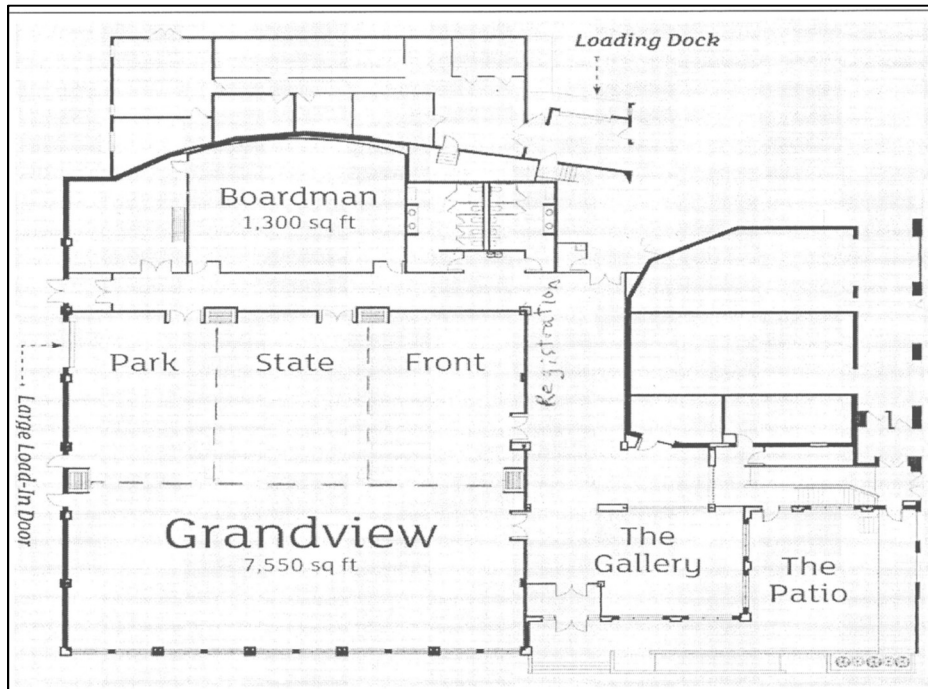 Loading Dock
Boardman
1,300 sq ft
Registration
Park
State
Front
Large Load-In Door
Grandview
7,550 sq ft
The
Gallery
The
Patio